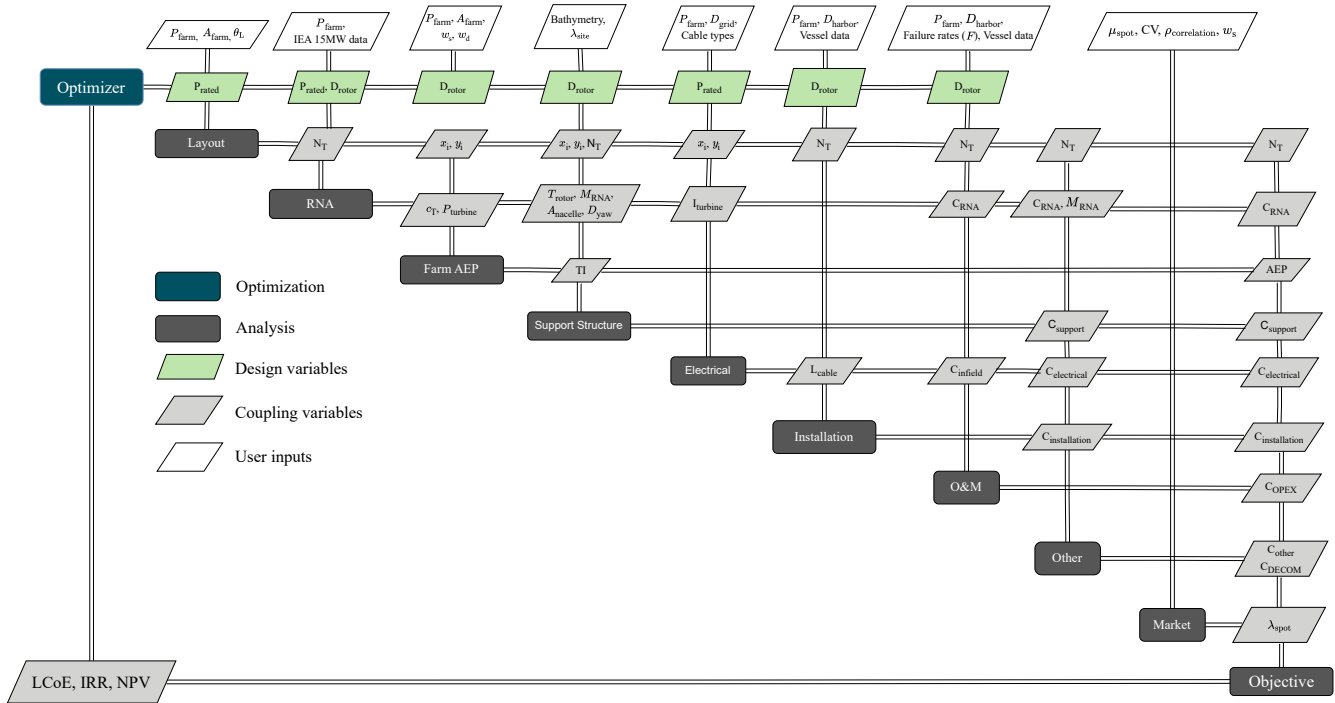 P_farm, A_farm, θ_L
P_farm,
IEA 15MW data
P_farm, A_farm,
w_s, w_d
Bathymetry,
λ_site
P_farm, D_grid,
Cable types
P_farm, D_harbor,
Vessel data
P_farm, D_harbor,
Failure rates (F), Vessel data
μ_spot, CV, ρ_correlation, w_s
Optimizer
P_rated
P_rated, D_rotor
D_rotor
D_rotor
P_rated
D_rotor
D_rotor
Layout
N_T
x_i, y_i
x_i, y_i, N_T
x_i, y_i
N_T
N_T
N_T
N_T
RNA
c_T, P_turbine
T_rotor, M_RNA,
A_nacelle, D_yaw
I_turbine
C_RNA
C_RNA, M_RNA
C_RNA
Farm AEP
TI
AEP
Optimization
Analysis
Design variables
Coupling variables
User inputs
Support Structure
C_support
C_support
Electrical
L_cable
C_infield
C_electrical
C_electrical
Installation
C_installation
C_installation
O&M
C_OPEX
Other
C_other
C_DECOM
Market
λ_spot
LCoE, IRR, NPV
Objective